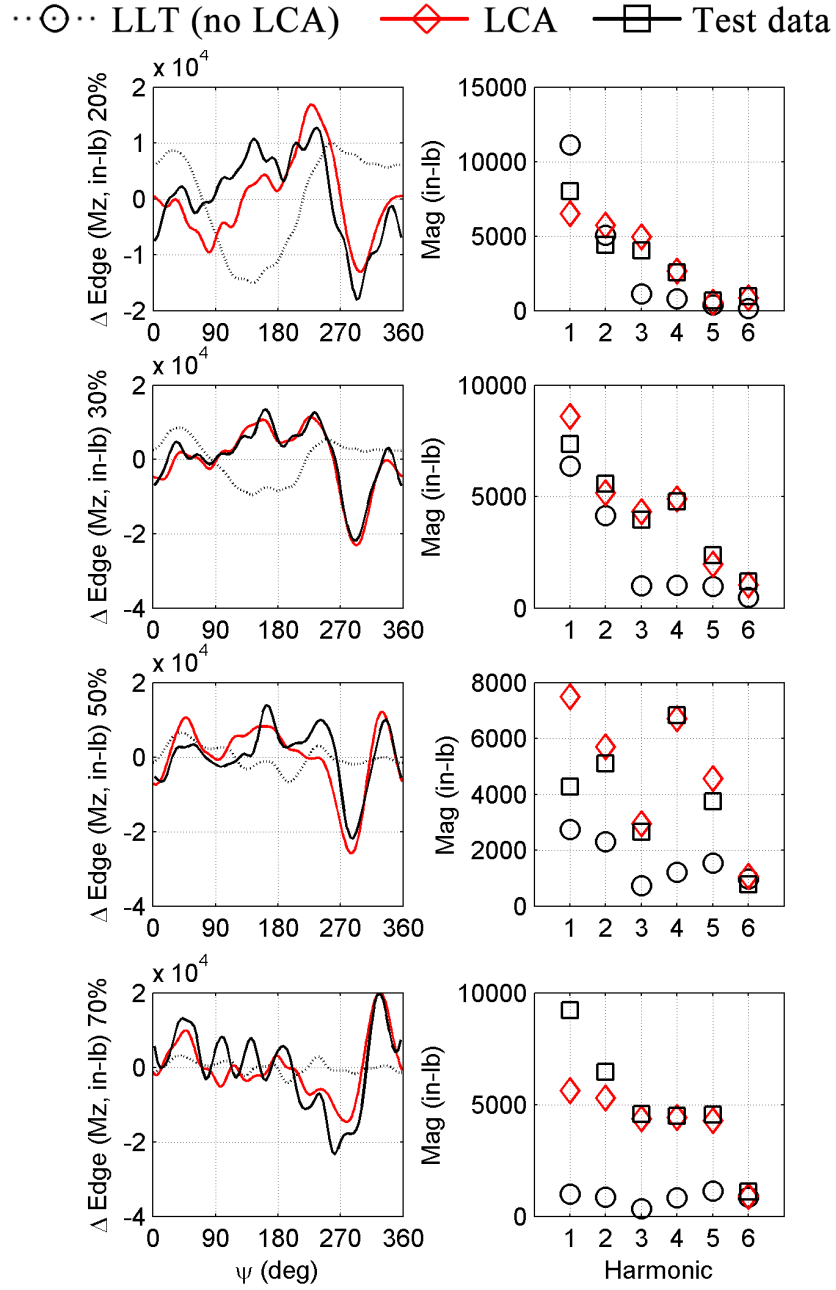 LLT (no LCA) LCA Test data
x 10^4
Δ Edge (Mz, in-lb) 20%
2
1
0
-1
-2
0 90 180 270 360
Mag (in-lb)
15000
10000
5000
0
1 2 3 4 5 6
x 10^4
Δ Edge (Mz, in-lb) 30%
2
0
-2
-4
0 90 180 270 360
Mag (in-lb)
10000
5000
0
1 2 3 4 5 6
x 10^4
Δ Edge (Mz, in-lb) 50%
2
0
-2
-4
0 90 180 270 360
Mag (in-lb)
8000
6000
4000
2000
0
1 2 3 4 5 6
x 10^4
Δ Edge (Mz, in-lb) 70%
2
0
-2
-4
0 90 180 270 360
ψ (deg)
Mag (in-lb)
10000
5000
0
1 2 3 4 5 6
Harmonic